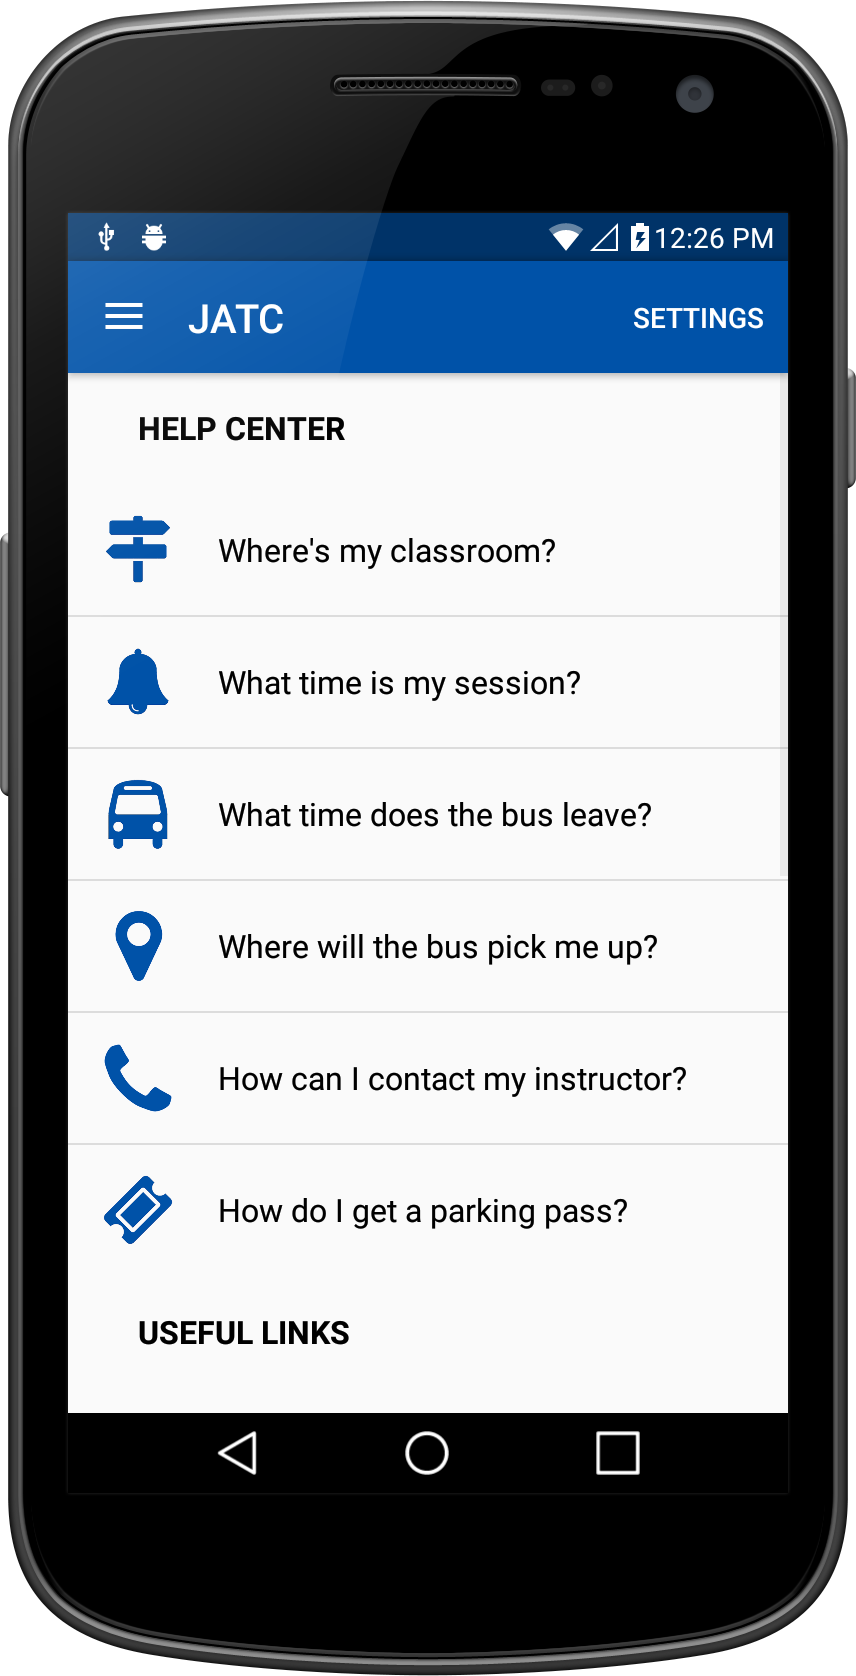 12:26 PM
JATC
SETTINGS
HELP CENTER
Where's my classroom?
What time is my session?
What time does the bus leave?
Where will the bus pick me up?
How can I contact my instructor?
How do I get a parking pass?
USEFUL LINKS